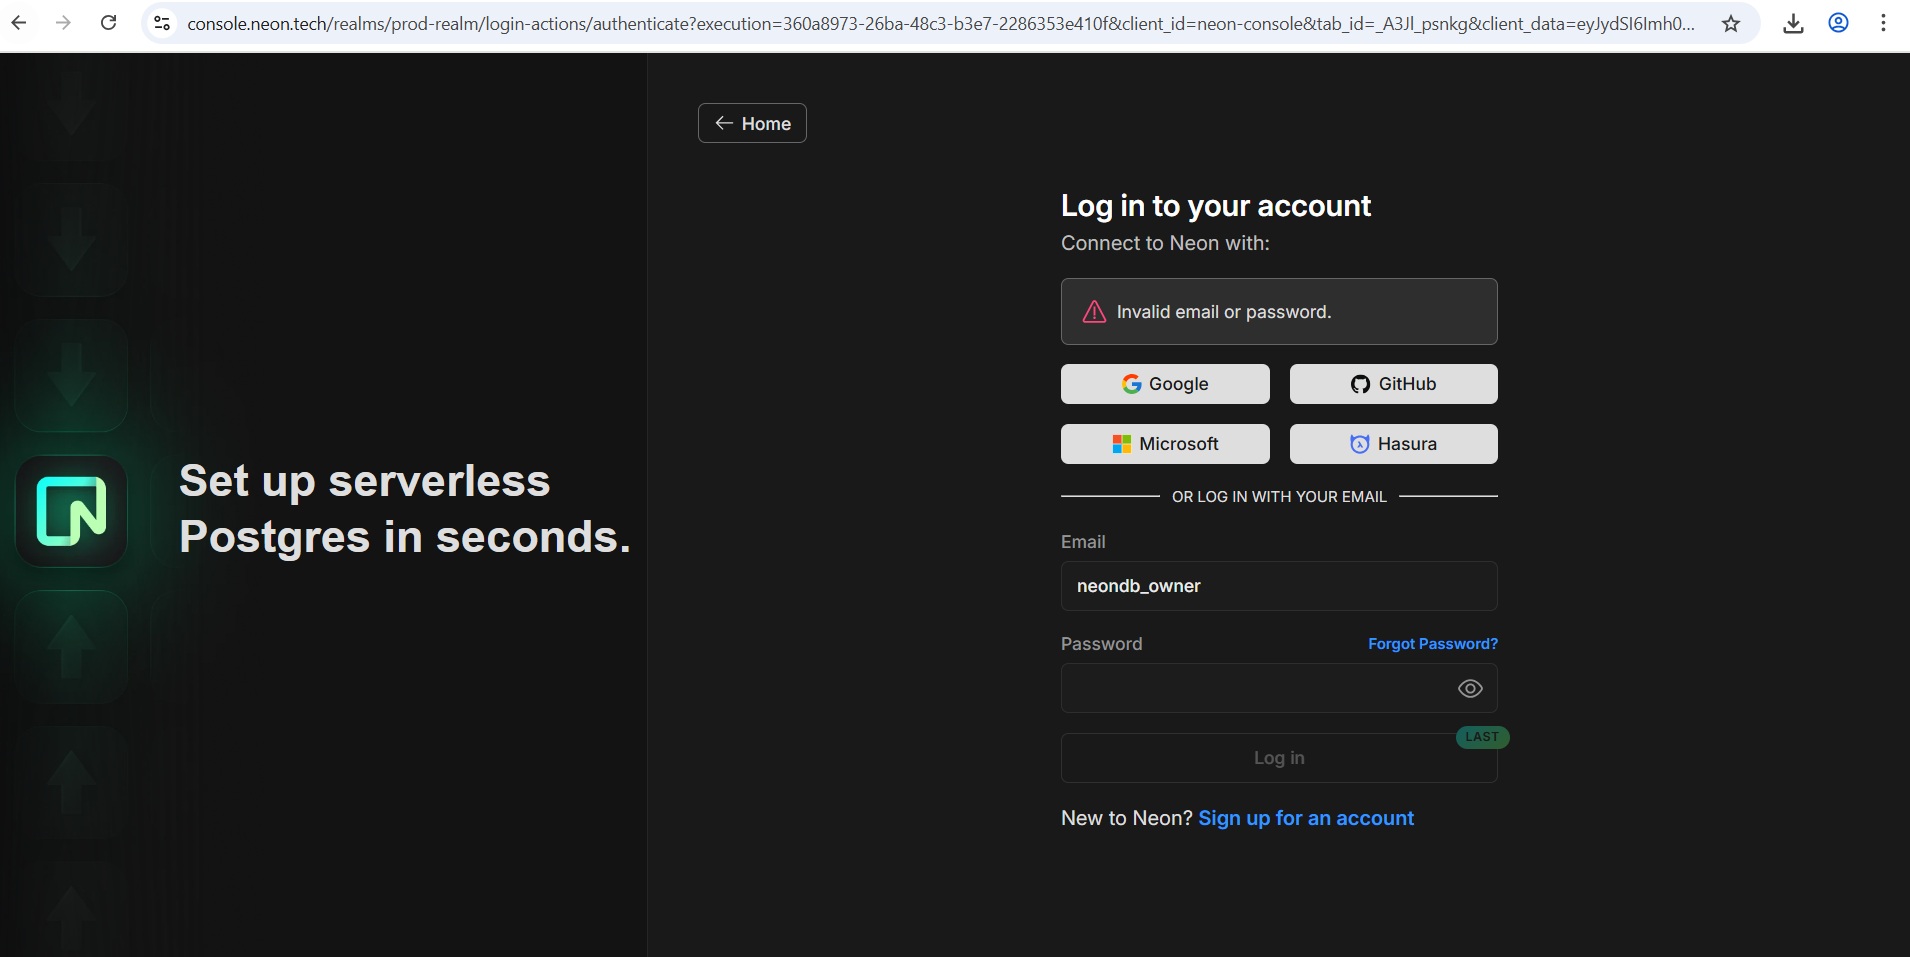 console.neon.tech/realms/prod-realm/login-actions/authenticate?execution=360a8973-26ba-48c3-b3e7-2286353e410f&client_id=neon-console&tab_id=_A3Jl_psnkg&client_data=eyJydSI6Imh0...
Home
Log in to your account
Connect to Neon with:
Invalid email or password.
Google
GitHub
Microsoft
Hasura
OR LOG IN WITH YOUR EMAIL
Set up serverless
Postgres in seconds.
Email
neondb_owner
Password
Forgot Password?
LAST
Log in
New to Neon? Sign up for an account